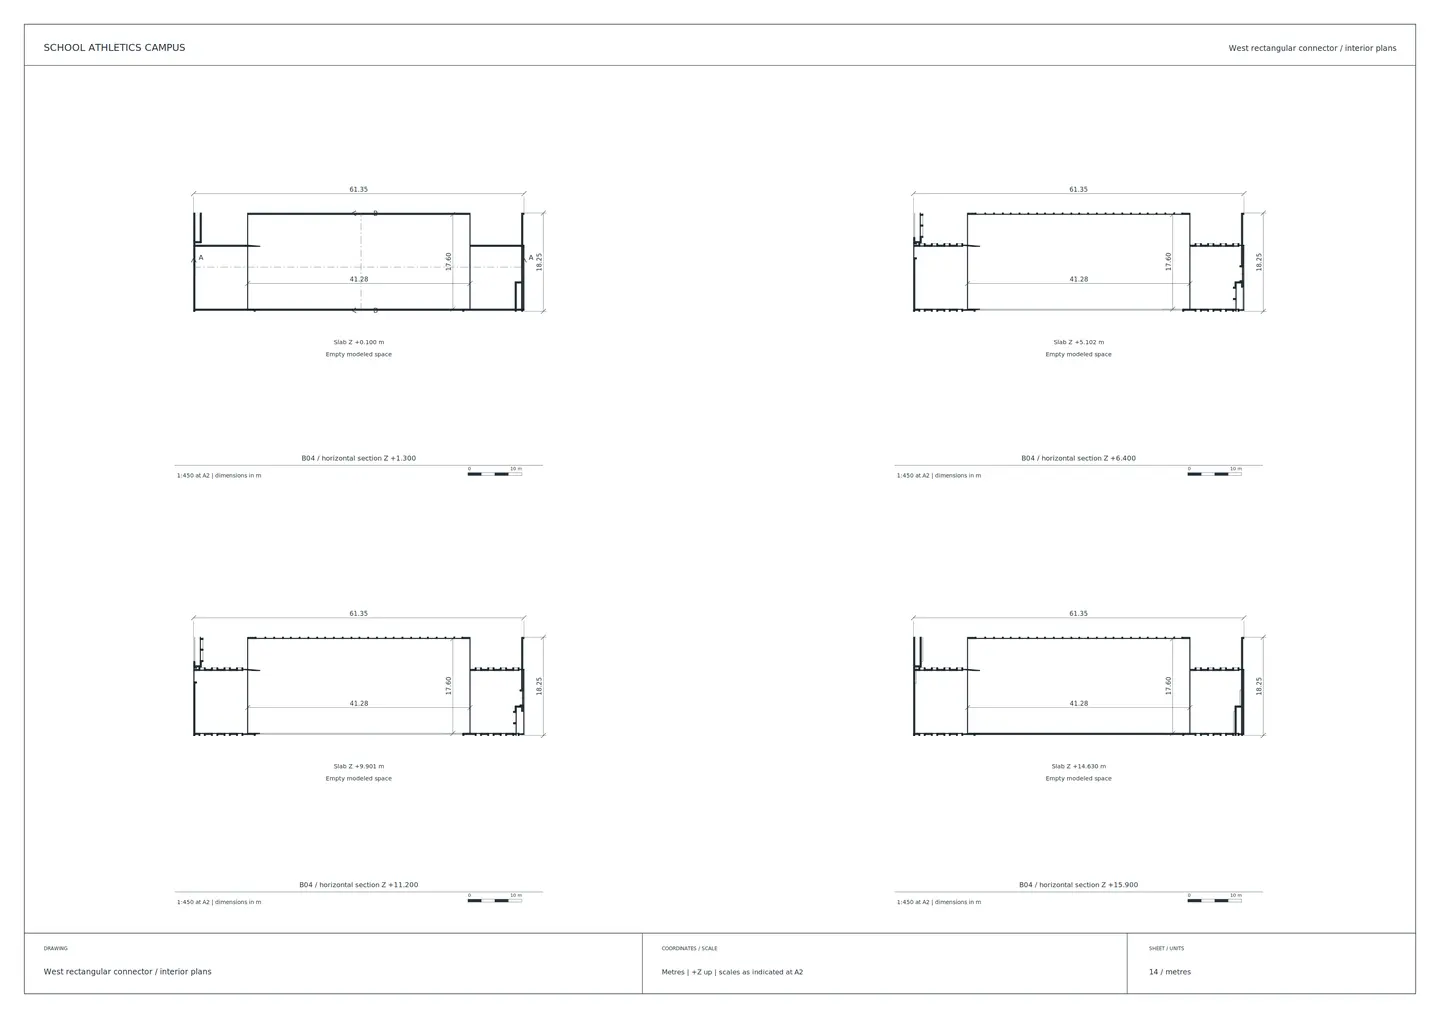 SCHOOL ATHLETICS CAMPUS
West rectangular connector / interior plans
61.35
B
A
A
17.60
18.25
41.28
B
Slab Z +0.100 m
Empty modeled space
B04 / horizontal section Z +1.300
1:450 at A2 | dimensions in m
0
10 m
61.35
17.60
18.25
41.28
Slab Z +5.102 m
Empty modeled space
B04 / horizontal section Z +6.400
1:450 at A2 | dimensions in m
0
10 m
61.35
17.60
18.25
41.28
Slab Z +9.901 m
Empty modeled space
B04 / horizontal section Z +11.200
1:450 at A2 | dimensions in m
0
10 m
61.35
17.60
18.25
41.28
Slab Z +14.630 m
Empty modeled space
B04 / horizontal section Z +15.900
1:450 at A2 | dimensions in m
0
10 m
DRAWING
West rectangular connector / interior plans
COORDINATES / SCALE
Metres | +Z up | scales as indicated at A2
SHEET / UNITS
14 / metres